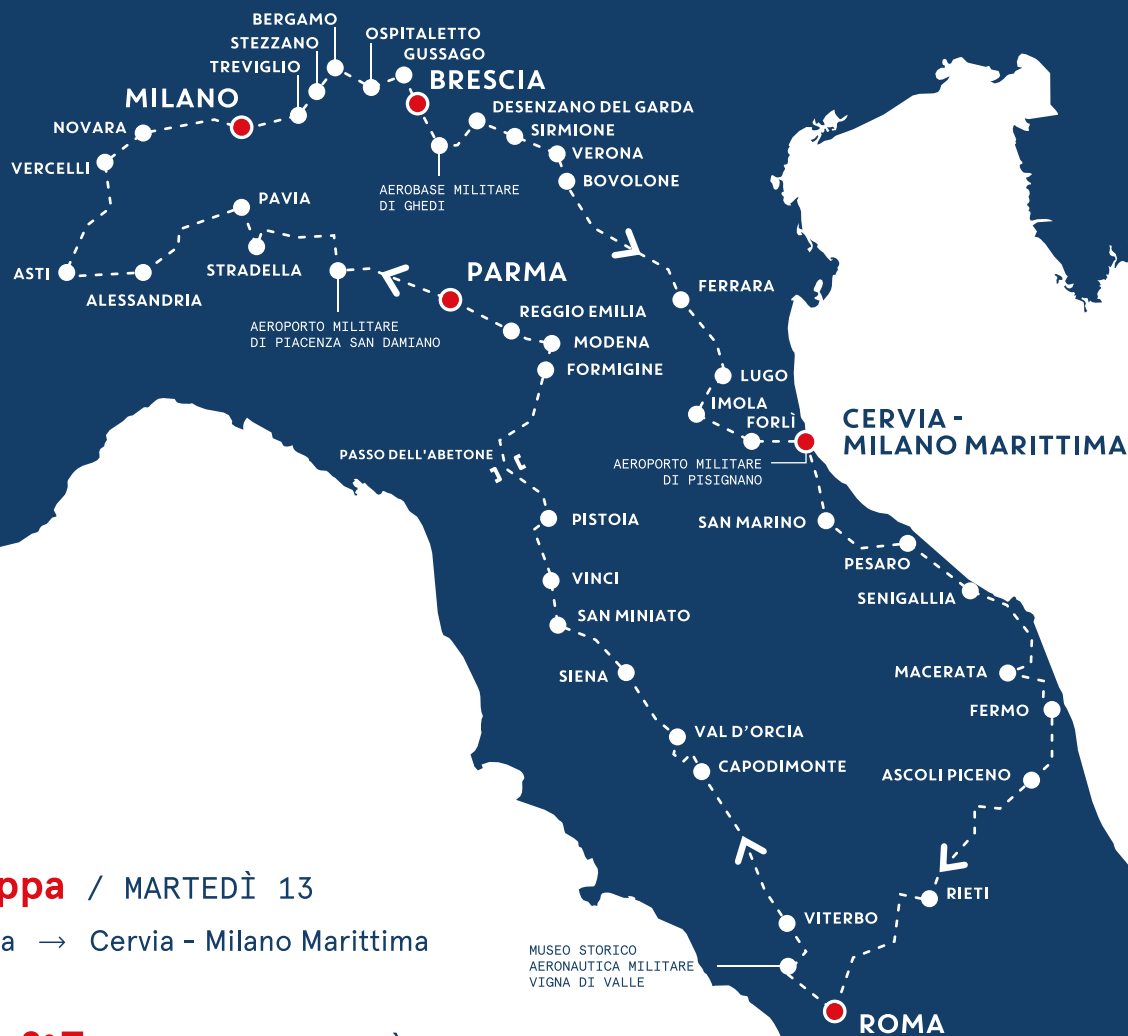 BERGAMO
STEZZANO
TREVIGLIO
OSPITALETTO
GUSSAGO
BRESCIA
MILANO
NOVARA
VERCELLI
DESENZANO DEL GARDA
SIRMIONE
VERONA
BOVOLONE
AEROBASE MILITARE
DI GHEDI
PAVIA
ASTI
ALESSANDRIA
STRADELLA
PARMA
AEROPORTO MILITARE
DI PIACENZA SAN DAMIANO
REGGIO EMILIA
MODENA
FORMIGINE
FERRARA
LUGO
IMOLA
FORLÌ
CERVIA -
MILANO MARITTIMA
AEROPORTO MILITARE
DI PISIGNANO
PASSO DELL'ABETONE
PISTOIA
SAN MARINO
PESARO
VINCI
SENIGALLIA
SAN MINIATO
SIENA
MACERATA
FERMO
VAL D'ORCIA
CAPODIMONTE
ASCOLI PICENO
RIETI
VITERBO
MUSEO STORICO
AERONAUTICA MILITARE
VIGNA DI VALLE
ROMA
ppa / MARTEDÌ 13
a → Cervia - Milano Marittima